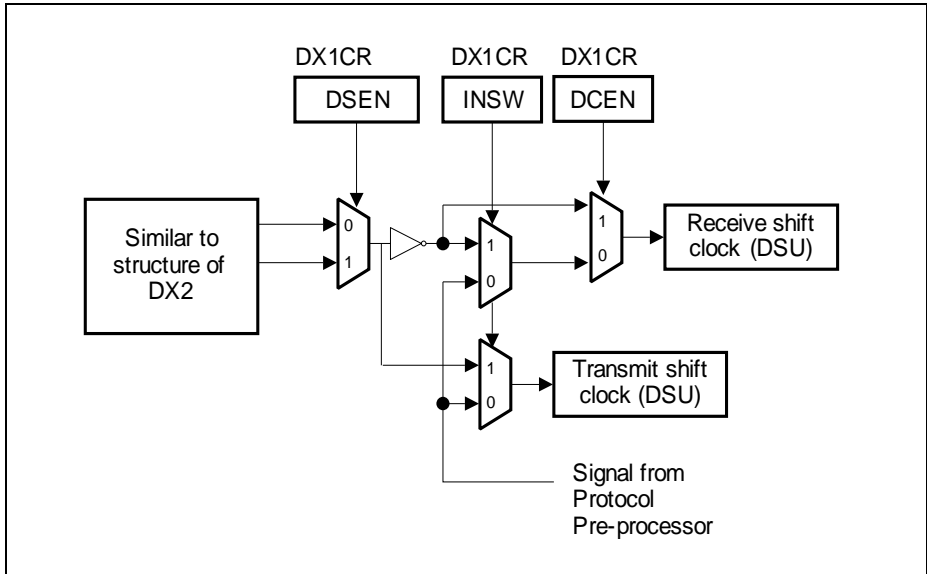 DX1CR
DX1CR
DX1CR
DSEN
INSW
DCEN
Similar to
structure of
DX2
0
1
1
0
1
0
Receive shift
clock (DSU)
1
0
Transmit shift
clock (DSU)
Signal from
Protocol
Pre-processor